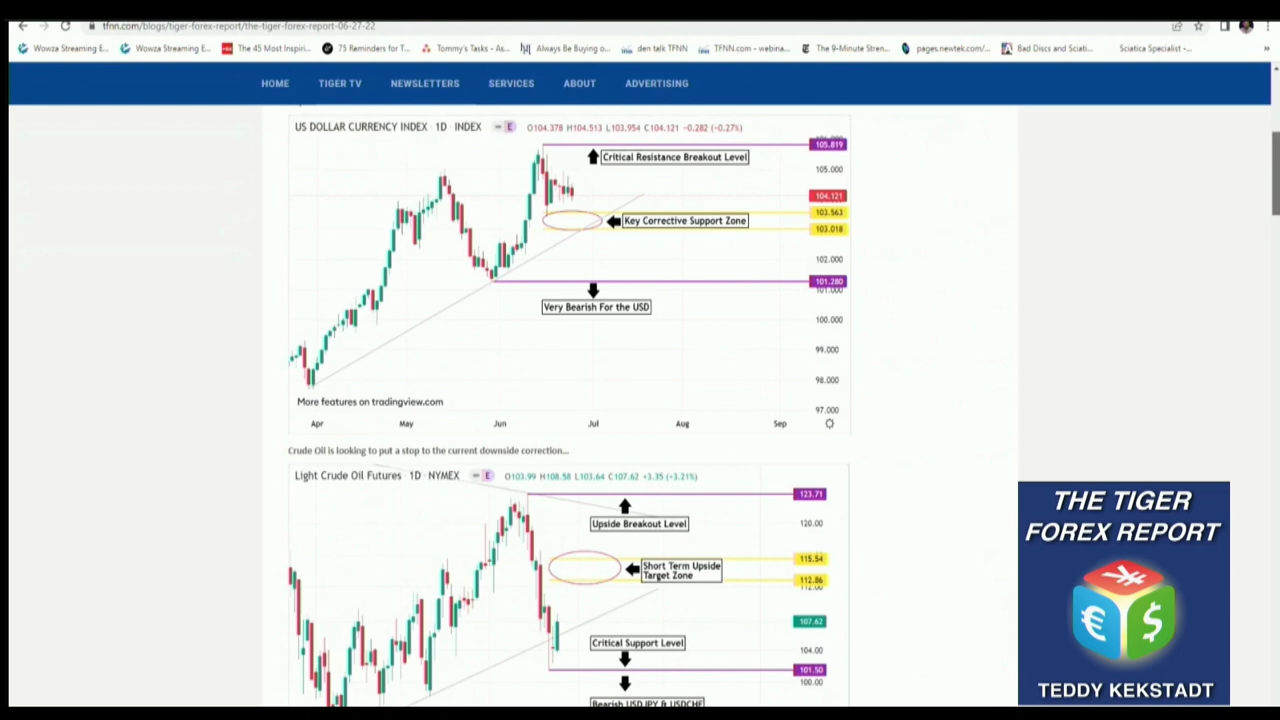 tfnn.com/blogs/tiger-forex-report/the-tiger-forex-report-06-27-22
Wowza Streaming E... Wowza Streaming E... The 45 Most Inspiri... 75 Reminders for T... Tommy's Tasks - As... Always Be Buying o... den talk TFNN TFNN.com - webina... The 9-Minute Stren... pages.newtek.com/... Bad Discs and Sciati... Sciatica Specialist -... »
HOME TIGER TV NEWSLETTERS SERVICES ABOUT ADVERTISING
US DOLLAR CURRENCY INDEX · 1D · INDEX E O104.378 H104.513 L103.954 C104.121 −0.282 (−0.27%)
105.819
Critical Resistance Breakout Level
105.000
104.121
103.563
Key Corrective Support Zone
103.018
102.000
101.280
101.000
Very Bearish For the USD
100.000
99.000
98.000
More features on tradingview.com
97.000
Apr May Jun Jul Aug Sep
Crude Oil is looking to put a stop to the current downside correction...
Light Crude Oil Futures · 1D · NYMEX E O103.99 H108.58 L103.64 C107.62 +3.35 (+3.21%)
123.71
Upside Breakout Level
120.00
115.54
Short Term Upside
Target Zone
112.86
112.00
107.62
Critical Support Level
104.00
101.50
100.00
Bearish USDJPY & USDCHF
THE TIGER
FOREX REPORT
€ $
TEDDY KEKSTADT